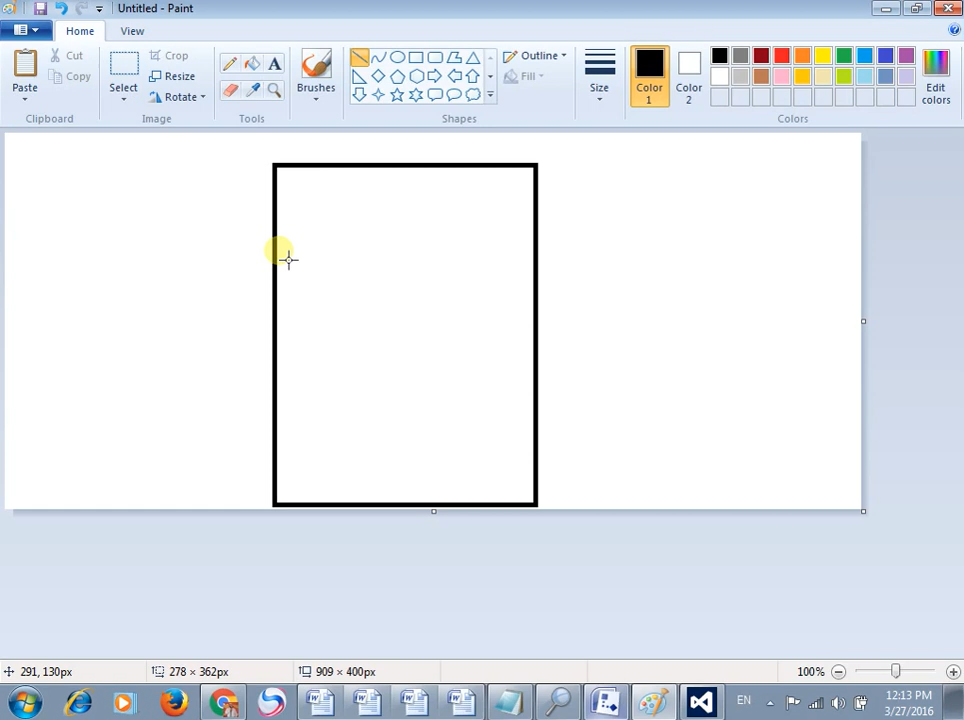 Untitled - Paint
Home
View
Cut
Copy
Paste
Clipboard
Crop
Resize
Rotate
Select
Image
Tools
Brushes
Outline
Fill
Shapes
Size
Color
1
Color
2
Edit
colors
Colors
291, 130px
278 × 362px
909 × 400px
100%
EN
12:13 PM
3/27/2016